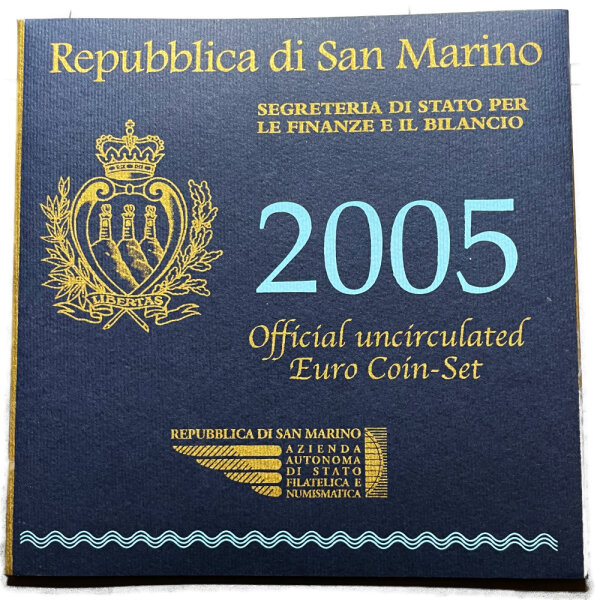 Repubblica di San Marino
SEGRETERIA DI STATO PER
LE FINANZE E IL BILANCIO
LIBERTAS
2005
Official uncirculated
Euro Coin-Set
REPUBBLICA DI SAN MARINO
AZIENDA
AUTONOMA
DI STATO
FILATELICA E
NUMISMATICA